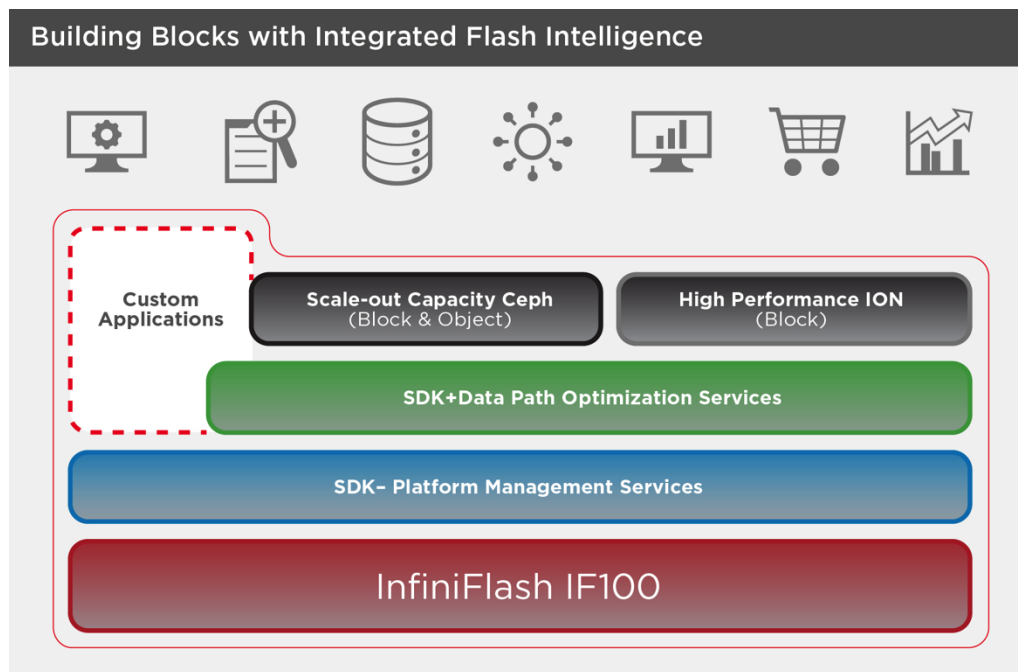 Building Blocks with Integrated Flash Intelligence
Custom
Applications
Scale-out Capacity Ceph
(Block & Object)
High Performance ION
(Block)
SDK+Data Path Optimization Services
SDK– Platform Management Services
InfiniFlash IF100